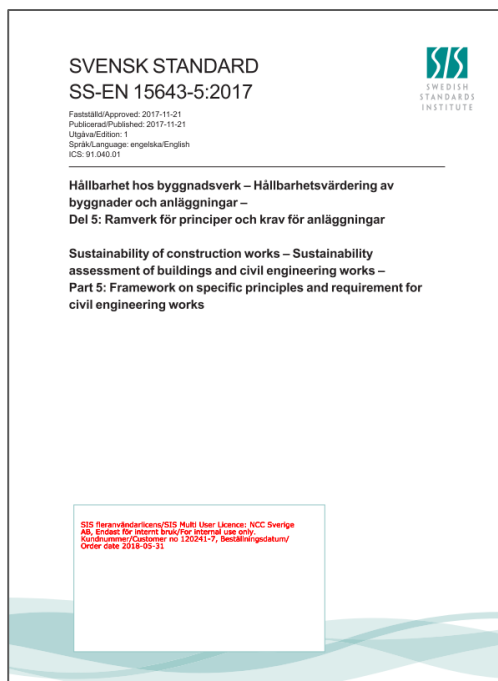 SVENSK STANDARD
SS-EN 15643-5:2017
SIS
SWEDISH
STANDARDS
INSTITUTE
Fastställd/Approved: 2017-11-21
Publicerad/Published: 2017-11-21
Utgåva/Edition: 1
Språk/Language: engelska/English
ICS: 91.040.01
Hållbarhet hos byggnadsverk – Hållbarhetsvärdering av
byggnader och anläggningar –
Del 5: Ramverk för principer och krav för anläggningar
Sustainability of construction works – Sustainability
assessment of buildings and civil engineering works –
Part 5: Framework on specific principles and requirement for
civil engineering works
SIS fleranvändarlicens/SIS Multi User Licence: NCC Sverige
AB, Endast för internt bruk/For internal use only.
Kundnummer/Customer no 120241-7, Beställningsdatum/
Order date 2018-05-31